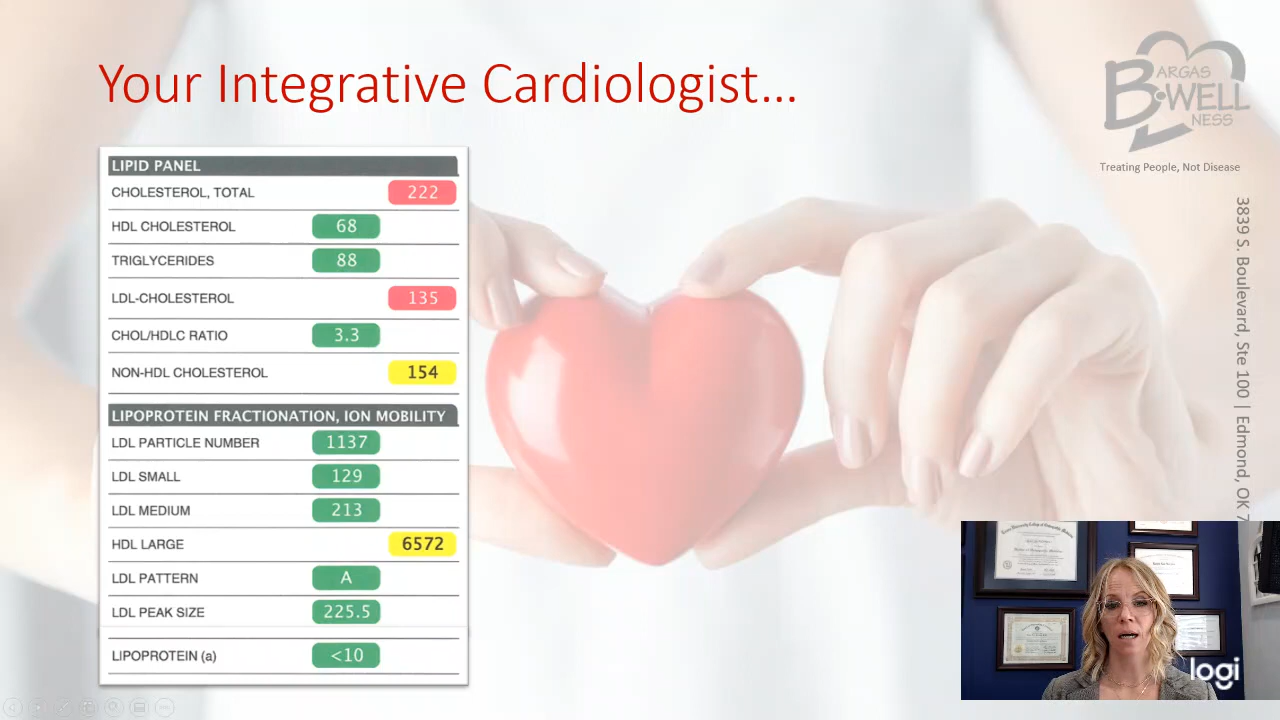 Your Integrative Cardiologist...
BARGAS
WELL
NESS
Treating People, Not Disease
LIPID PANEL
CHOLESTEROL, TOTAL 222
HDL CHOLESTEROL 68
TRIGLYCERIDES 88
LDL-CHOLESTEROL 135
CHOL/HDLC RATIO 3.3
NON-HDL CHOLESTEROL 154
LIPOPROTEIN FRACTIONATION, ION MOBILITY
LDL PARTICLE NUMBER 1137
LDL SMALL 129
LDL MEDIUM 213
HDL LARGE 6572
LDL PATTERN A
LDL PEAK SIZE 225.5
LIPOPROTEIN (a) <10
3839 S. Boulevard, Ste 100 | Edmond, OK 7
logi